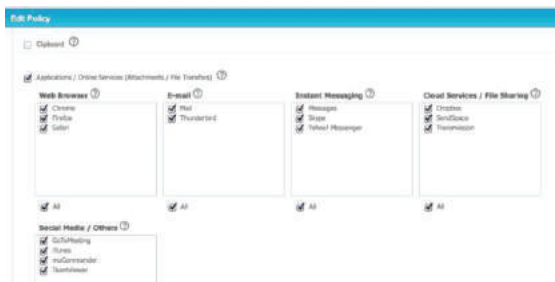 Edit Policy
Clipboard
Applications / Online Services (Attachments / File Transfers)
Web Browser
Chrome
Firefox
Safari
All
E-mail
Mail
Thunderbird
All
Instant Messaging
Messages
Skype
Yahoo! Messenger
All
Cloud Services / File Sharing
Dropbox
SendSpace
Transmission
All
Social Media / Others
GoToMeeting
iTunes
muCommander
TeamViewer